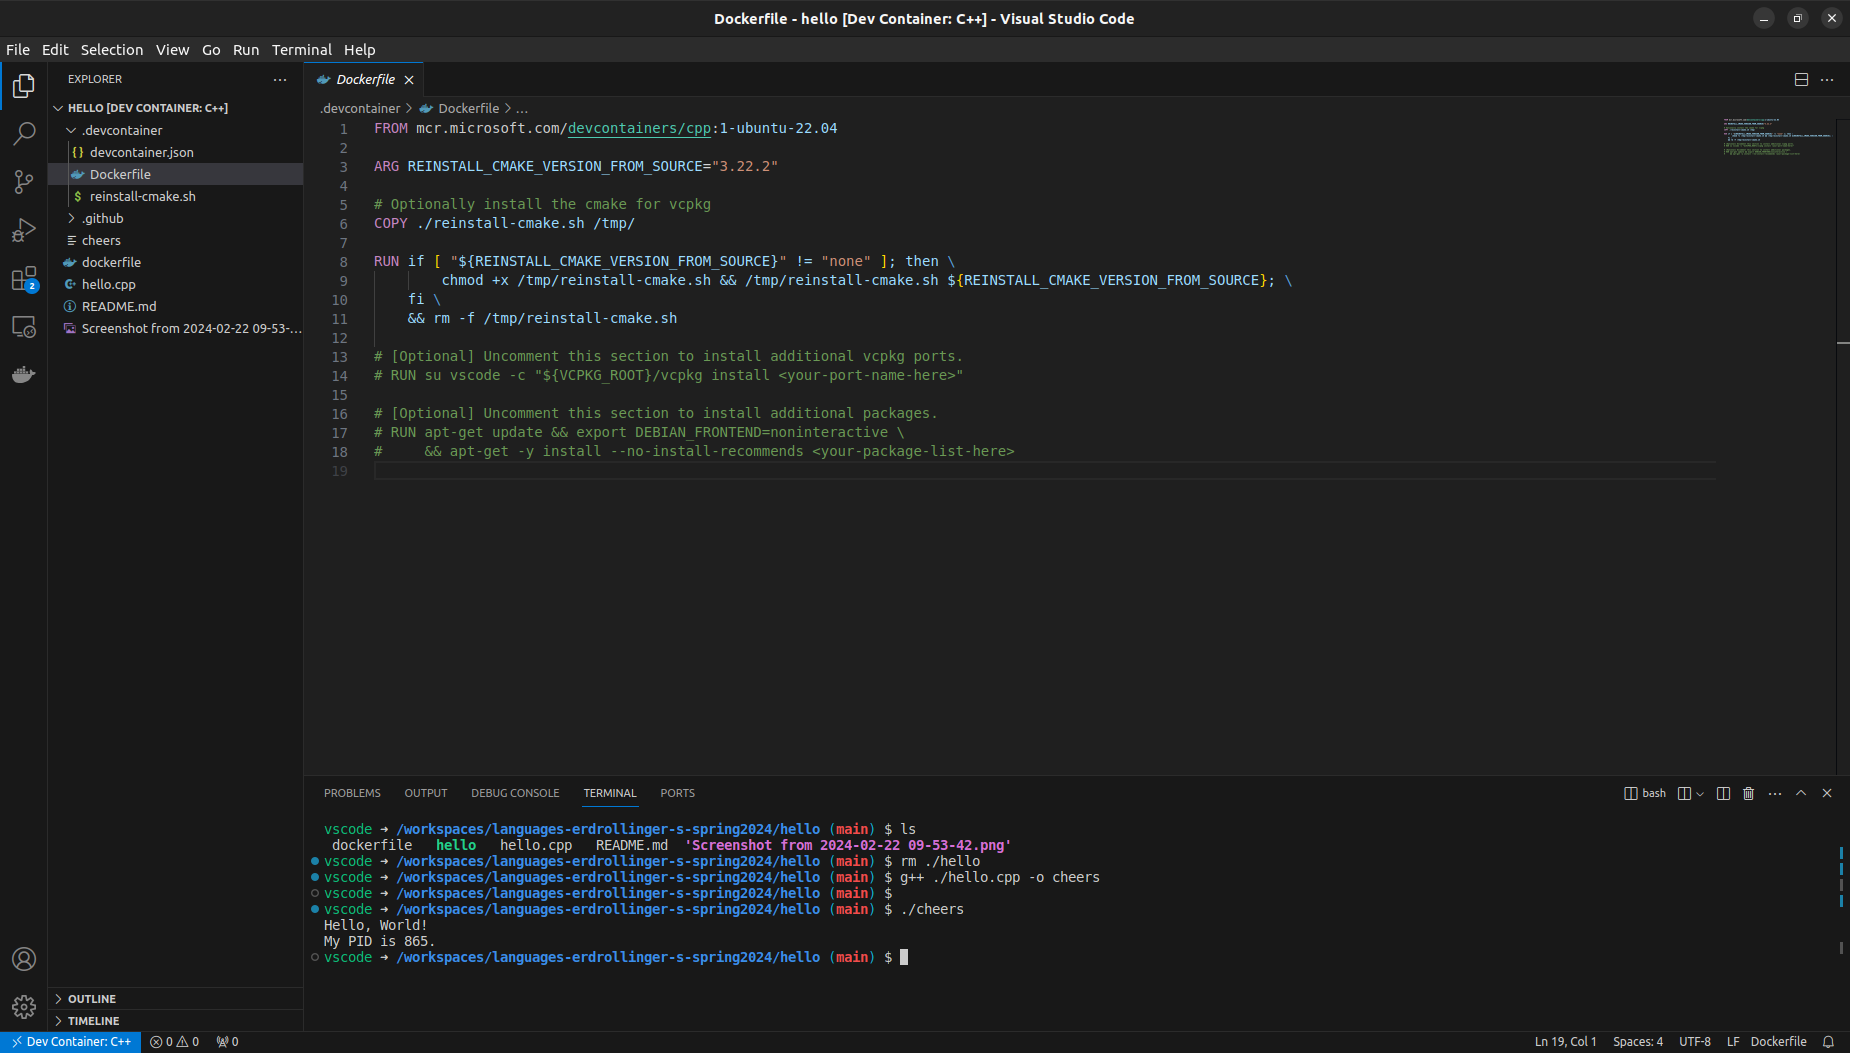 Dockerfile - hello [Dev Container: C++] - Visual Studio Code
File Edit Selection View Go Run Terminal Help
EXPLORER
HELLO [DEV CONTAINER: C++]
.devcontainer
devcontainer.json
Dockerfile
reinstall-cmake.sh
.github
cheers
dockerfile
hello.cpp
README.md
Screenshot from 2024-02-22 09-53-...
2
OUTLINE
TIMELINE
Dockerfile
.devcontainer > Dockerfile > ...
1 FROM mcr.microsoft.com/devcontainers/cpp:1-ubuntu-22.04
2
3 ARG REINSTALL_CMAKE_VERSION_FROM_SOURCE="3.22.2"
4
5 # Optionally install the cmake for vcpkg
6 COPY ./reinstall-cmake.sh /tmp/
7
8 RUN if [ "${REINSTALL_CMAKE_VERSION_FROM_SOURCE}" != "none" ]; then \
9 chmod +x /tmp/reinstall-cmake.sh && /tmp/reinstall-cmake.sh ${REINSTALL_CMAKE_VERSION_FROM_SOURCE}; \
10 fi \
11 && rm -f /tmp/reinstall-cmake.sh
12
13 # [Optional] Uncomment this section to install additional vcpkg ports.
14 # RUN su vscode -c "${VCPKG_ROOT}/vcpkg install <your-port-name-here>"
15
16 # [Optional] Uncomment this section to install additional packages.
17 # RUN apt-get update && export DEBIAN_FRONTEND=noninteractive \
18 # && apt-get -y install --no-install-recommends <your-package-list-here>
19
PROBLEMS OUTPUT DEBUG CONSOLE TERMINAL PORTS
bash
vscode ➜ /workspaces/languages-erdrollinger-s-spring2024/hello (main) $ ls
dockerfile hello hello.cpp README.md 'Screenshot from 2024-02-22 09-53-42.png'
vscode ➜ /workspaces/languages-erdrollinger-s-spring2024/hello (main) $ rm ./hello
vscode ➜ /workspaces/languages-erdrollinger-s-spring2024/hello (main) $ g++ ./hello.cpp -o cheers
vscode ➜ /workspaces/languages-erdrollinger-s-spring2024/hello (main) $
vscode ➜ /workspaces/languages-erdrollinger-s-spring2024/hello (main) $ ./cheers
Hello, World!
My PID is 865.
vscode ➜ /workspaces/languages-erdrollinger-s-spring2024/hello (main) $
Dev Container: C++ 0 0 0 Ln 19, Col 1 Spaces: 4 UTF-8 LF Dockerfile